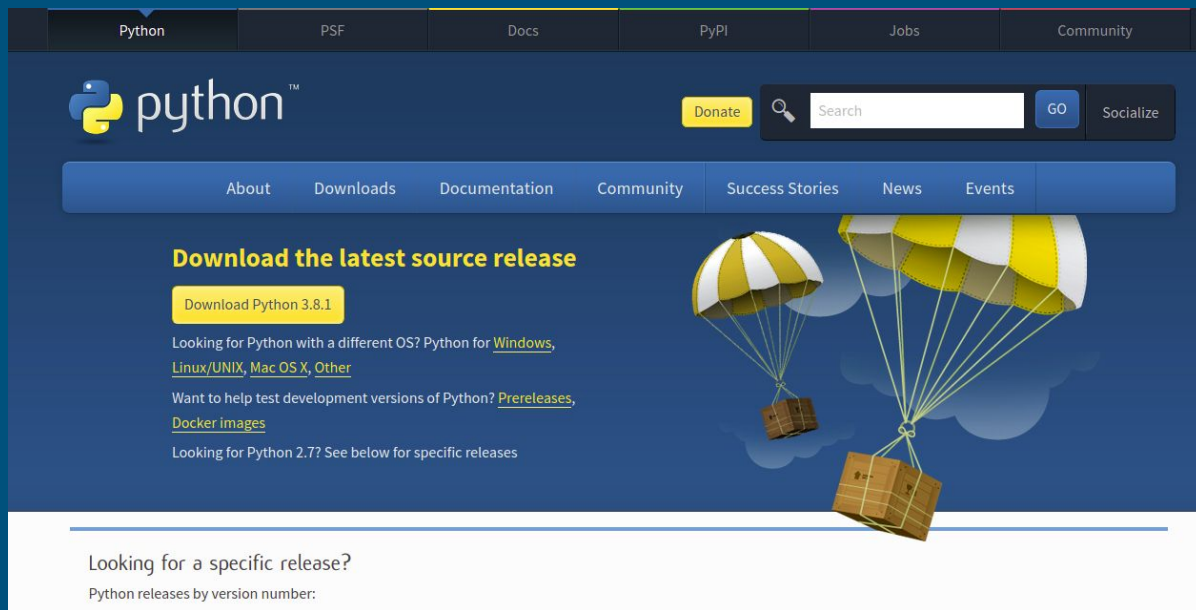 Python PSF Docs PyPI Jobs Community
python™
Donate Search GO Socialize
About Downloads Documentation Community Success Stories News Events
Download the latest source release
Download Python 3.8.1
Looking for Python with a different OS? Python for Windows,
Linux/UNIX, Mac OS X, Other
Want to help test development versions of Python? Prereleases,
Docker images
Looking for Python 2.7? See below for specific releases
Looking for a specific release?
Python releases by version number: